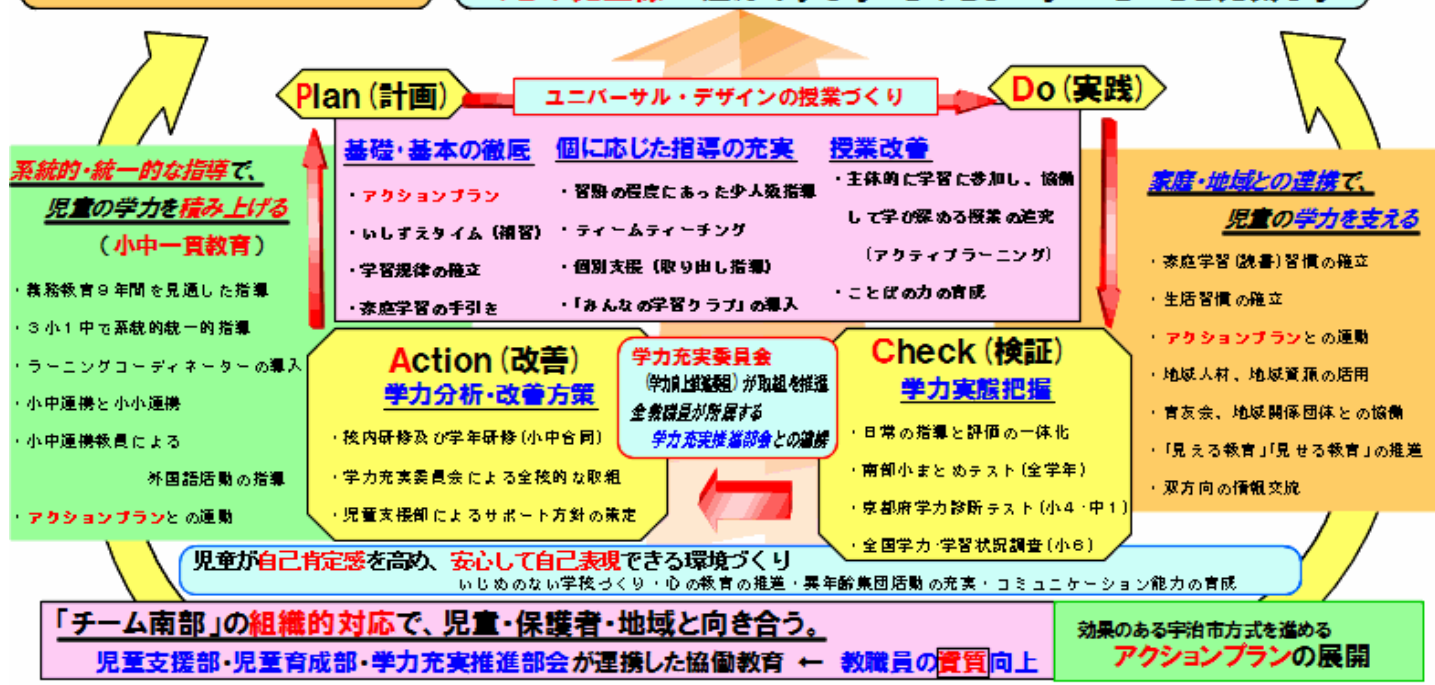 Plan(計画)
ユニバーサル・デザインの授業づくり
Do(実践)
基礎・基本の徹底
・アクションプラン
・いしずえタイム(補習)
・学習規律の確立
・家庭学習の手引き
個に応じた指導の充実
・習熟の程度にあった少人数指導
・ティームティーチング
・個別支援(取り出し指導)
・「みんなの学習クラブ」の導入
授業改善
・主体的に学習に参加し、協働
して学び深める授業の追究
(アクティブラーニング)
・ことばの力の育成
系統的・統一的な指導で、
児童の学力を積み上げる
(小中一貫教育)
・義務教育9年間を見通した指導
・3小1中で系統的統一的指導
・ラーニングコーディネーターの導入
・小中連携と小小連携
・小中連携教員による
外国語活動の指導
・アクションプランとの連動
家庭・地域との連携で、
児童の学力を支える
・家庭学習(読書)習慣の確立
・生活習慣の確立
・アクションプランとの連動
・地域人材、地域資源の活用
・育友会、地域関係団体との協働
・「見える教育」「見せる教育」の推進
・双方向の情報交流
Action(改善)
学力分析・改善方策
・校内研修及び学年研修(小中合同)
・学力充実委員会による全校的な取組
・児童支援部によるサポート方針の策定
学力充実委員会
(学力向上推進委員)が取組を推進
全教職員が所属する
学力充実推進部会との連携
Check(検証)
学力実態把握
・日常の指導と評価の一体化
・南部小まとめテスト(全学年)
・京都府学力診断テスト(小4・中1)
・全国学力・学習状況調査(小6)
児童が自己肯定感を高め、安心して自己表現できる環境づくり
いじめのない学校づくり・心の教育の推進・異年齢集団活動の充実・コミュニケーション能力の育成
「チーム南部」の組織的対応で、児童・保護者・地域と向き合う。
児童支援部・児童育成部・学力充実推進部会が連携した協働教育 ← 教職員の資質向上
効果のある宇治市方式を進める
アクションプランの展開